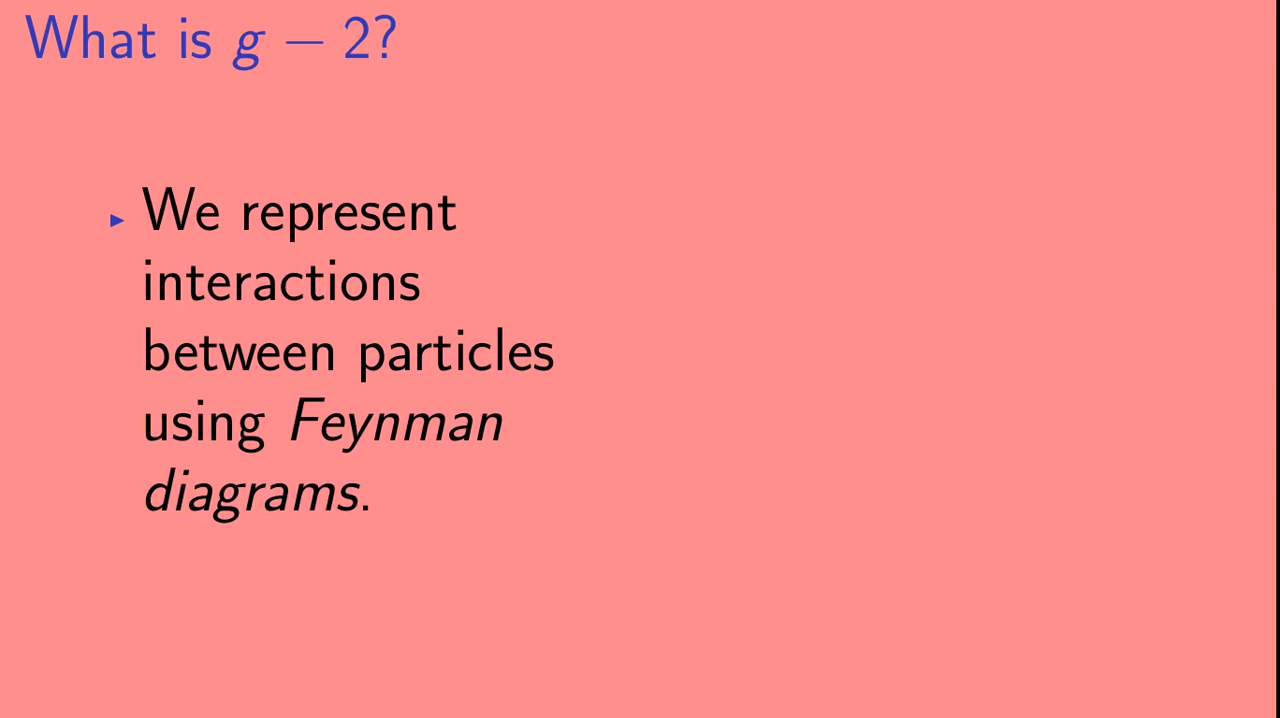 What is g − 2?
We represent
interactions
between particles
using Feynman
diagrams.